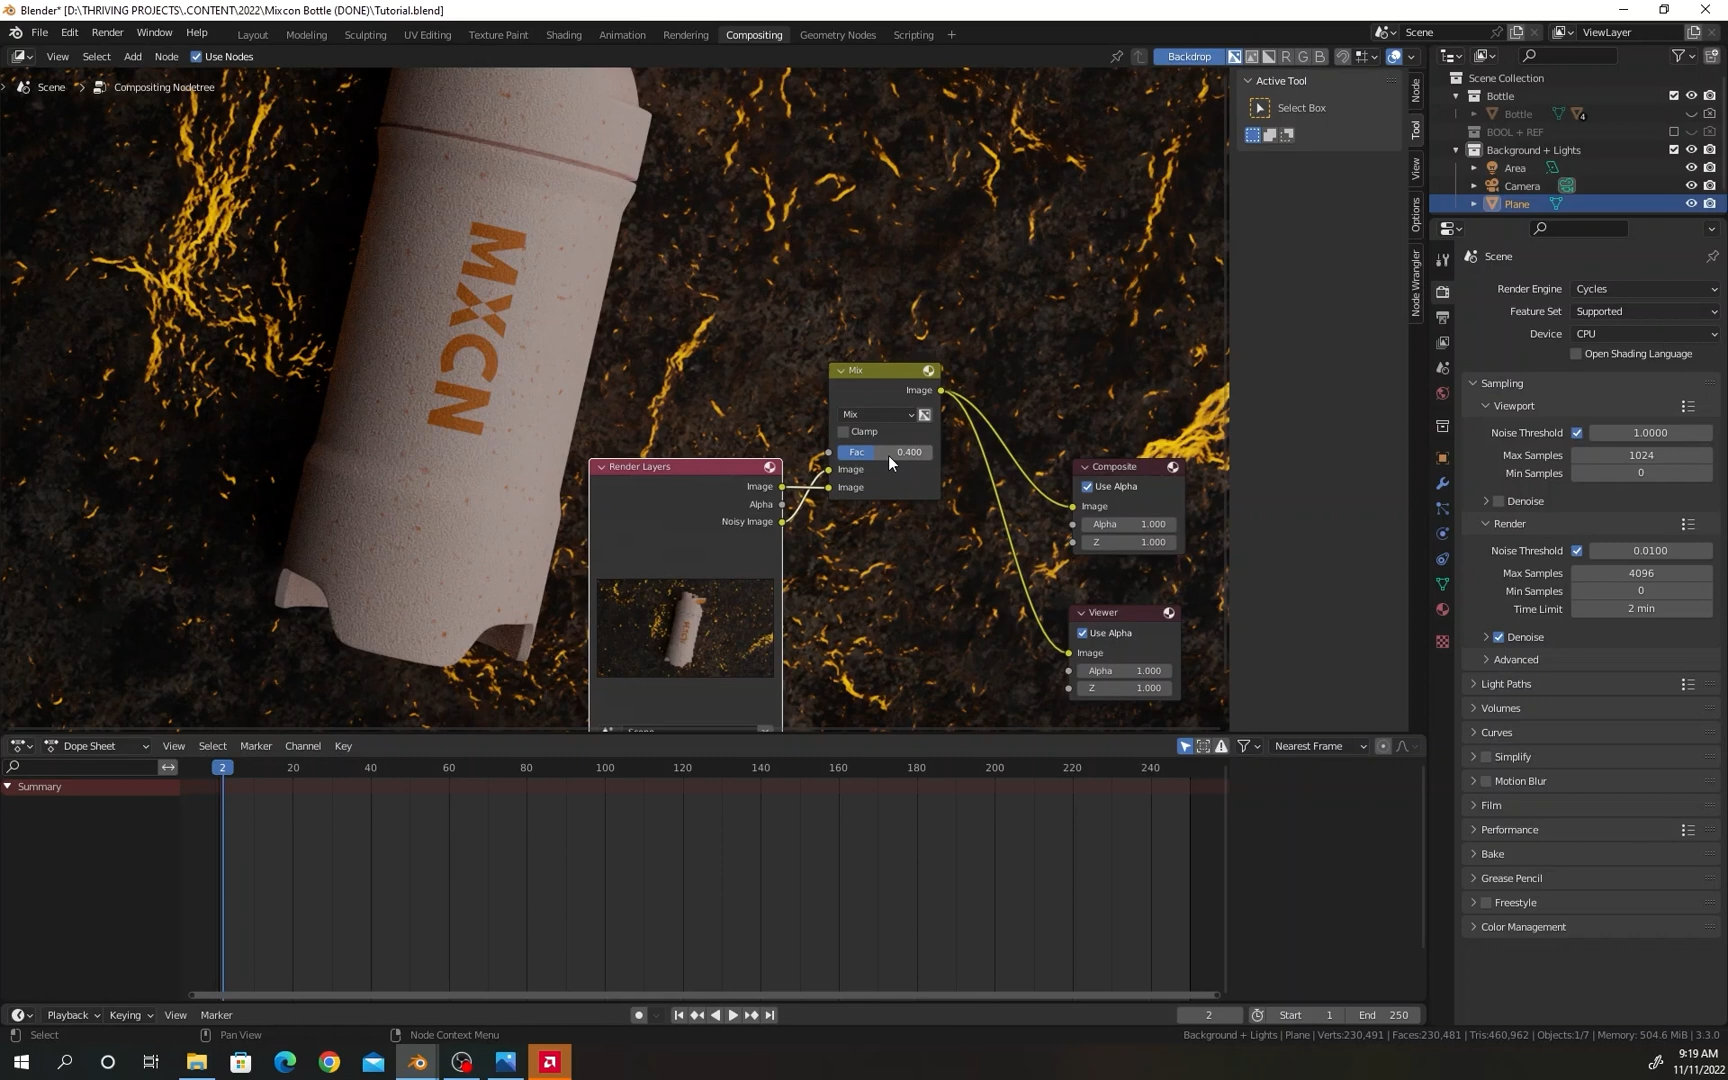 Blender* [D:\THRIVING PROJECTS\.CONTENT\2022\Mixcon Bottle (DONE)\Tutorial.blend]
File Edit Render Window Help Layout Modeling Sculpting UV Editing Texture Paint Shading Animation Rendering Compositing Geometry Nodes Scripting + Scene ViewLayer
View Select Add Node Use Nodes Backdrop R G B
Scene > Compositing Nodetree
Active Tool
Select Box
Node
Tool
View
Options
Node Wrangler
Scene Collection
Bottle
Bottle 4
BOOL + REF
Background + Lights
Area
Camera
Plane
Scene
Render Engine Cycles
Feature Set Supported
Device CPU
Open Shading Language
Sampling
Viewport
Noise Threshold 1.0000
Max Samples 1024
Min Samples 0
Denoise
Render
Noise Threshold 0.0100
Max Samples 4096
Min Samples 0
Time Limit 2 min
Denoise
Advanced
Light Paths
Volumes
Curves
Simplify
Motion Blur
Film
Performance
Bake
Grease Pencil
Freestyle
Color Management
MXCN
Mix
Image
Mix
Clamp
Fac 0.400
Image
Image
Render Layers
Image
Alpha
Noisy Image
MXCN
Composite
Use Alpha
Image
Alpha 1.000
Z 1.000
Viewer
Use Alpha
Image
Alpha 1.000
Z 1.000
Dope Sheet View Select Marker Channel Key Nearest Frame
2 20 40 60 80 100 120 140 160 180 200 220 240
Summary
Playback Keying View Marker 2 Start 1 End 250
Select Pan View Node Context Menu Background + Lights | Plane | Verts:230,491 | Faces:230,481 | Tris:460,962 | Objects:1/7 | Memory: 504.6 MiB | 3.3.0
9:19 AM
11/11/2022